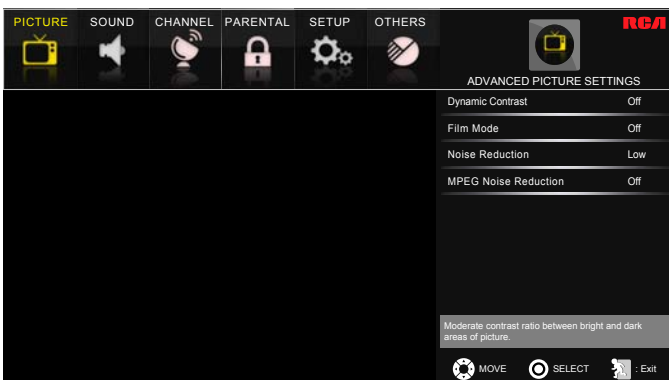 PICTURE SOUND CHANNEL PARENTAL SETUP OTHERS
RCA
ADVANCED PICTURE SETTINGS
Dynamic Contrast Off
Film Mode Off
Noise Reduction Low
MPEG Noise Reduction Off
Moderate contrast ratio between bright and dark
areas of picture.
MOVE SELECT : Exit